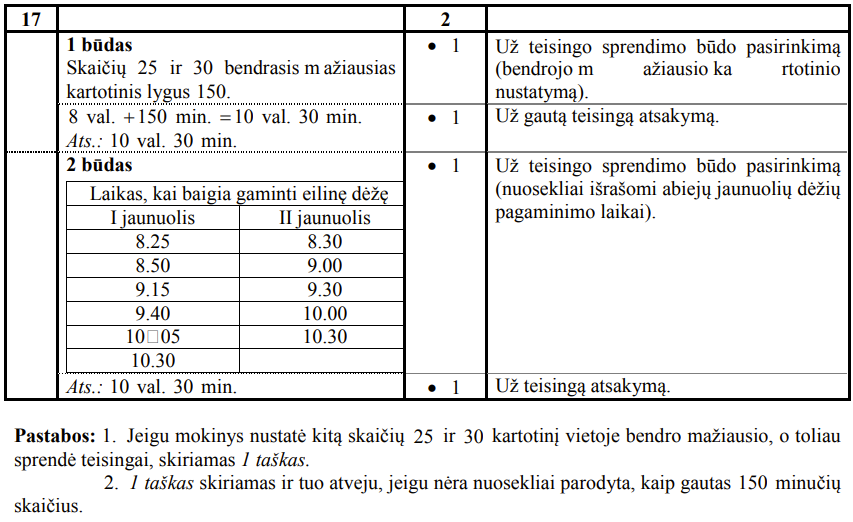 17 2
1 būdas
Skaičių 25 ir 30 bendrasis m ažiausias
kartotinis lygus 150.
• 1 Už teisingo sprendimo būdo pasirinkimą
(bendrojo m ažiausio ka rtotinio
nustatymą).
8 val. +150 min. =10 val. 30 min.
Ats.: 10 val. 30 min.
• 1 Už gautą teisingą atsakymą.
2 būdas
Laikas, kai baigia gaminti eilinę dėžę
I jaunuolis II jaunuolis
8.25 8.30
8.50 9.00
9.15 9.30
9.40 10.00
10□05 10.30
10.30
• 1 Už teisingo sprendimo būdo pasirinkimą
(nuosekliai išrašomi abiejų jaunuolių dėžių
pagaminimo laikai).
Ats.: 10 val. 30 min. • 1 Už teisingą atsakymą.
Pastabos: 1. Jeigu mokinys nustatė kitą skaičių 25 ir 30 kartotinį vietoje bendro mažiausio, o toliau
sprendė teisingai, skiriamas 1 taškas.
2. 1 taškas skiriamas ir tuo atveju, jeigu nėra nuosekliai parodyta, kaip gautas 150 minučių
skaičius.